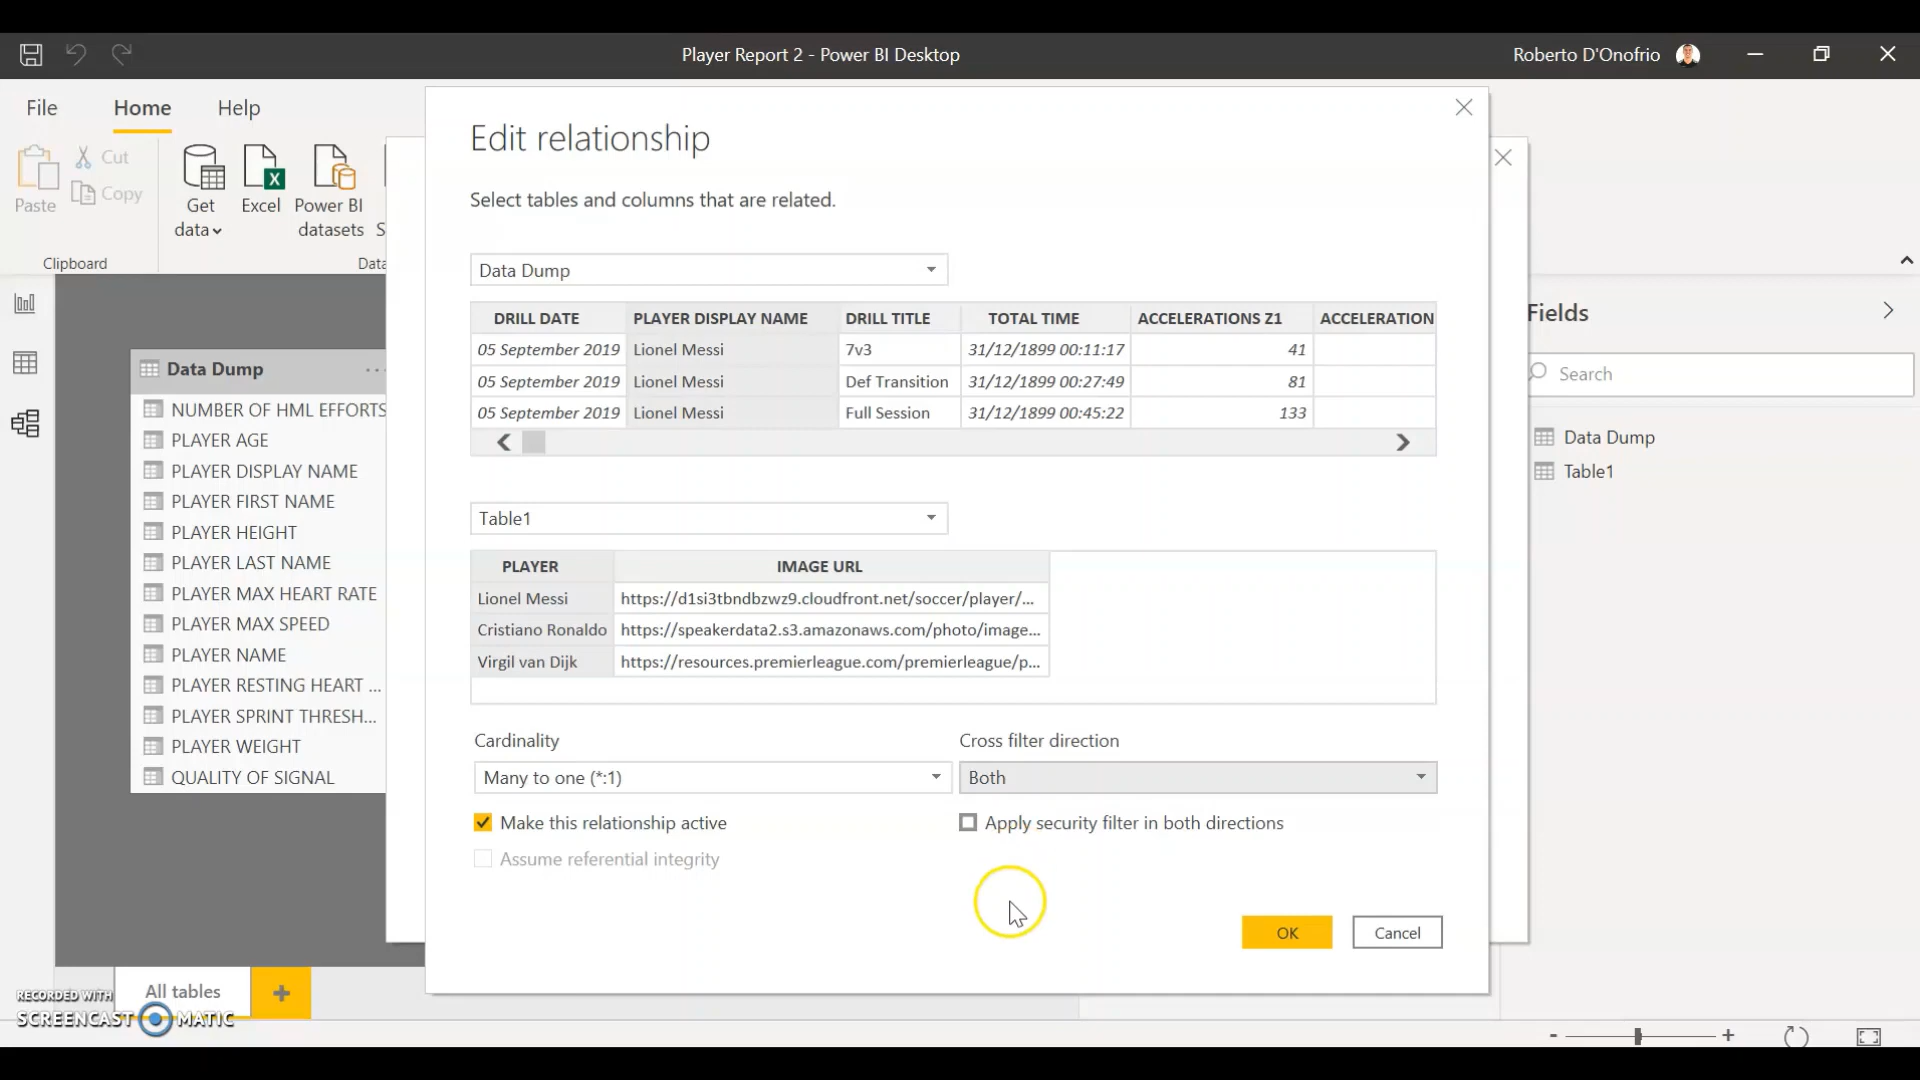 Player Report 2 - Power BI Desktop
Roberto D'Onofrio
File Home Help
Paste
Cut
Copy
Get data
Excel
Power BI datasets
S
Clipboard
Data
Edit relationship
Select tables and columns that are related.
Data Dump
DRILL DATE PLAYER DISPLAY NAME DRILL TITLE TOTAL TIME ACCELERATIONS Z1 ACCELERATION
05 September 2019 Lionel Messi 7v3 31/12/1899 00:11:17 41
05 September 2019 Lionel Messi Def Transition 31/12/1899 00:27:49 81
05 September 2019 Lionel Messi Full Session 31/12/1899 00:45:22 133
Table1
PLAYER IMAGE URL
Lionel Messi https://d1si3tbndbzwz9.cloudfront.net/soccer/player/...
Cristiano Ronaldo https://speakerdata2.s3.amazonaws.com/photo/image...
Virgil van Dijk https://resources.premierleague.com/premierleague/p...
Cardinality
Many to one (*:1)
Cross filter direction
Both
Make this relationship active
Apply security filter in both directions
Assume referential integrity
OK
Cancel
Data Dump
NUMBER OF HML EFFORTS
PLAYER AGE
PLAYER DISPLAY NAME
PLAYER FIRST NAME
PLAYER HEIGHT
PLAYER LAST NAME
PLAYER MAX HEART RATE
PLAYER MAX SPEED
PLAYER NAME
PLAYER RESTING HEART ...
PLAYER SPRINT THRESH...
PLAYER WEIGHT
QUALITY OF SIGNAL
Fields
Search
Data Dump
Table1
All tables
+
RECORDED WITH
SCREENCAST MATIC
- +